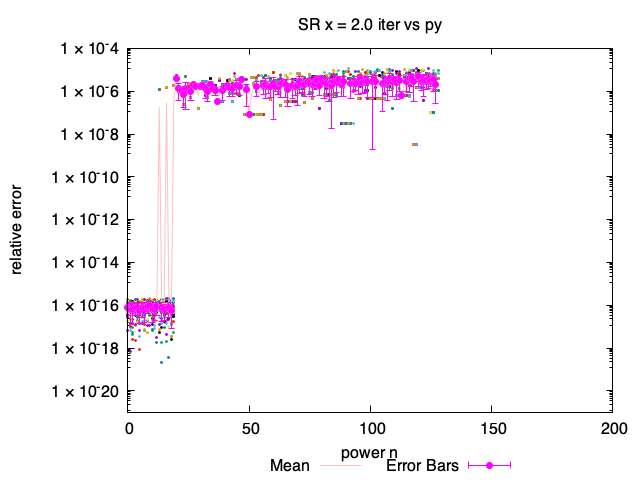 SR x = 2.0 iter vs py
1 × 10^-4
1 × 10^-6
1 × 10^-8
1 × 10^-10
1 × 10^-12
1 × 10^-14
1 × 10^-16
1 × 10^-18
1 × 10^-20
relative error
0 50 100 150 200
power n
Mean Error Bars